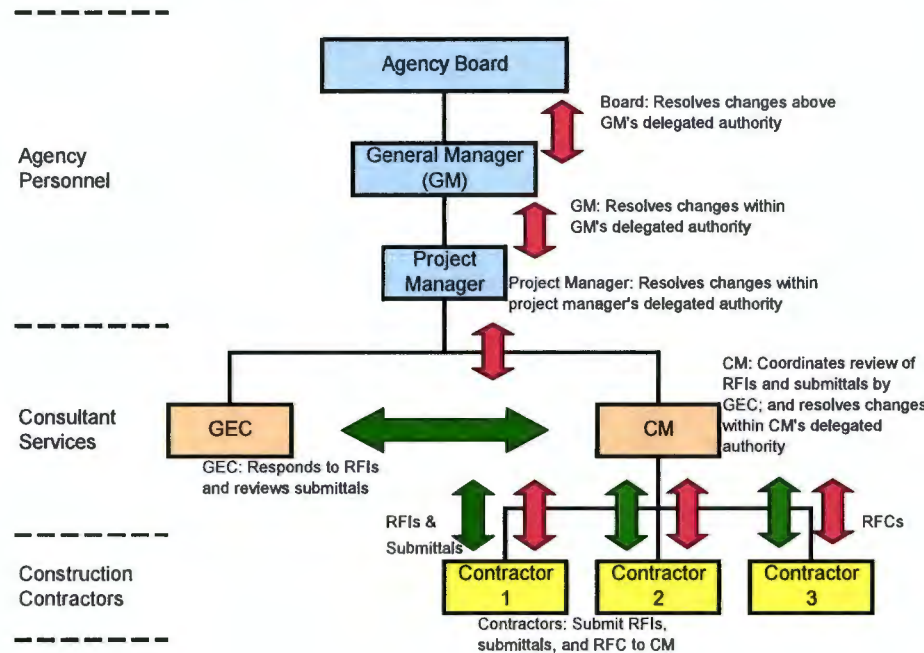 Agency Board
Board: Resolves changes above
GM's delegated authority
Agency
Personnel
General Manager
(GM)
GM: Resolves changes within
GM's delegated authority
Project
Manager
Project Manager: Resolves changes within
project manager's delegated authority
CM: Coordinates review of
RFIs and submittals by
GEC; and resolves changes
within CM's delegated
authority
Consultant
Services
GEC
CM
GEC: Responds to RFIs
and reviews submittals
RFIs &
Submittals
RFCs
Construction
Contractors
Contractor
1
Contractor
2
Contractor
3
Contractors: Submit RFIs,
submittals, and RFC to CM